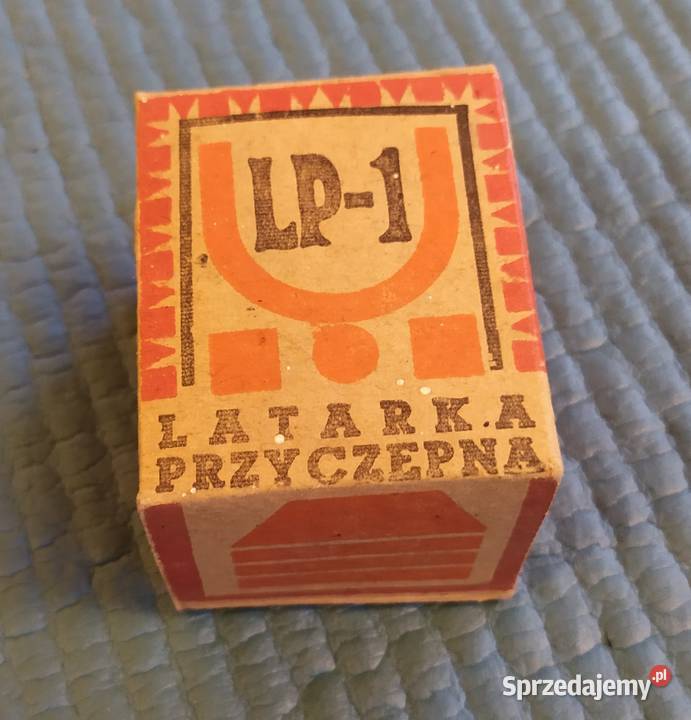 LP-1
LATARKA
PRZYCZEPNA
Sprzedajemy.pl